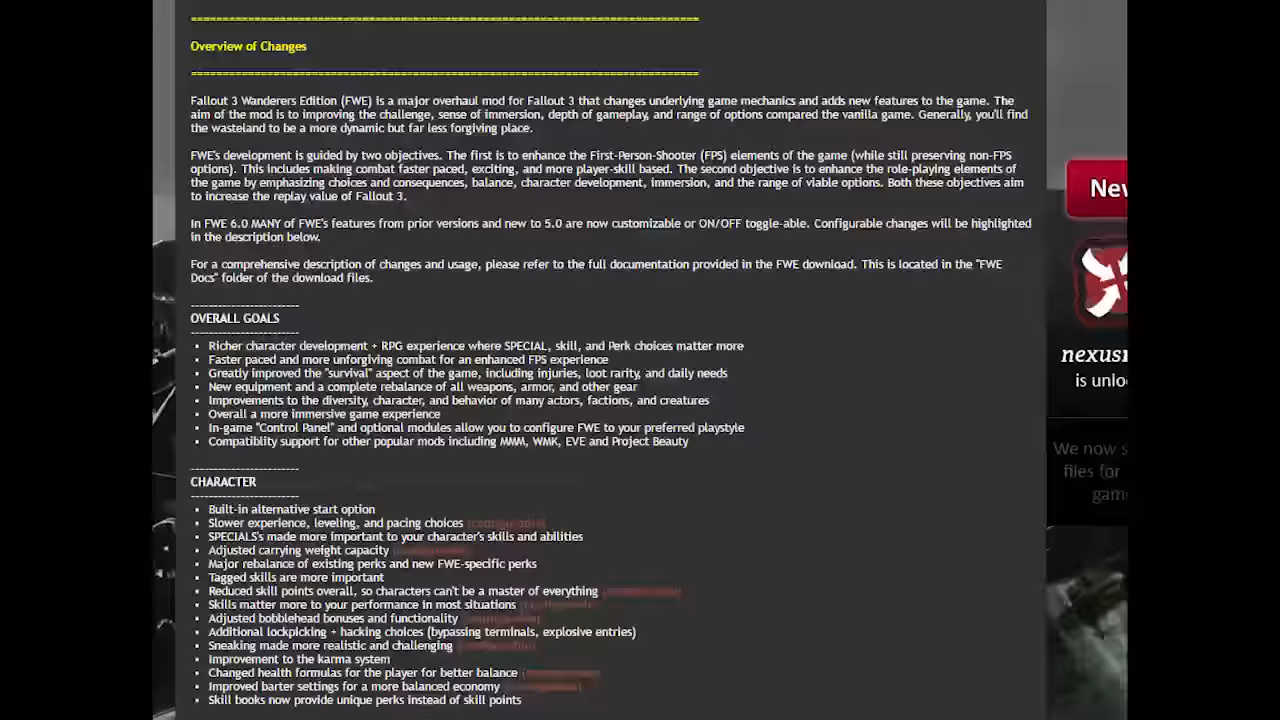 Overview of Changes
Fallout 3 Wanderers Edition (FWE) is a major overhaul mod for Fallout 3 that changes underlying game mechanics and adds new features to the game. The
aim of the mod is to improving the challenge, sense of immersion, depth of gameplay, and range of options compared the vanilla game. Generally, you'll find
the wasteland to be a more dynamic but far less forgiving place.
FWE's development is guided by two objectives. The first is to enhance the First-Person-Shooter (FPS) elements of the game (while still preserving non-FPS
options). This includes making combat faster paced, exciting, and more player-skill based. The second objective is to enhance the role-playing elements of
the game by emphasizing choices and consequences, balance, character development, immersion, and the range of viable options. Both these objectives aim
to increase the replay value of Fallout 3.
In FWE 6.0 MANY of FWE's features from prior versions and new to 5.0 are now customizable or ON/OFF toggle-able. Configurable changes will be highlighted
in the description below.
For a comprehensive description of changes and usage, please refer to the full documentation provided in the FWE download. This is located in the "FWE
Docs" folder of the download files.
OVERALL GOALS
• Richer character development + RPG experience where SPECIAL, skill, and Perk choices matter more
• Faster paced and more unforgiving combat for an enhanced FPS experience
• Greatly improved the "survival" aspect of the game, including injuries, loot rarity, and daily needs
• New equipment and a complete rebalance of all weapons, armor, and other gear
• Improvements to the diversity, character, and behavior of many actors, factions, and creatures
• Overall a more immersive game experience
• In-game "Control Panel" and optional modules allow you to configure FWE to your preferred playstyle
• Compatiblity support for other popular mods including MMM, WMK, EVE and Project Beauty
CHARACTER
• Built-in alternative start option
• Slower experience, leveling, and pacing choices
• SPECIALS's made more important to your character's skills and abilities
• Adjusted carrying weight capacity
• Major rebalance of existing perks and new FWE-specific perks
• Tagged skills are more important
• Reduced skill points overall, so characters can't be a master of everything
• Skills matter more to your performance in most situations
• Adjusted bobblehead bonuses and functionality
• Additional lockpicking + hacking choices (bypassing terminals, explosive entries)
• Sneaking made more realistic and challenging
• Improvement to the karma system
• Changed health formulas for the player for better balance
• Improved barter settings for a more balanced economy
• Skill books now provide unique perks instead of skill points
Ne
nexus
is unlo
We now s
files for
gam